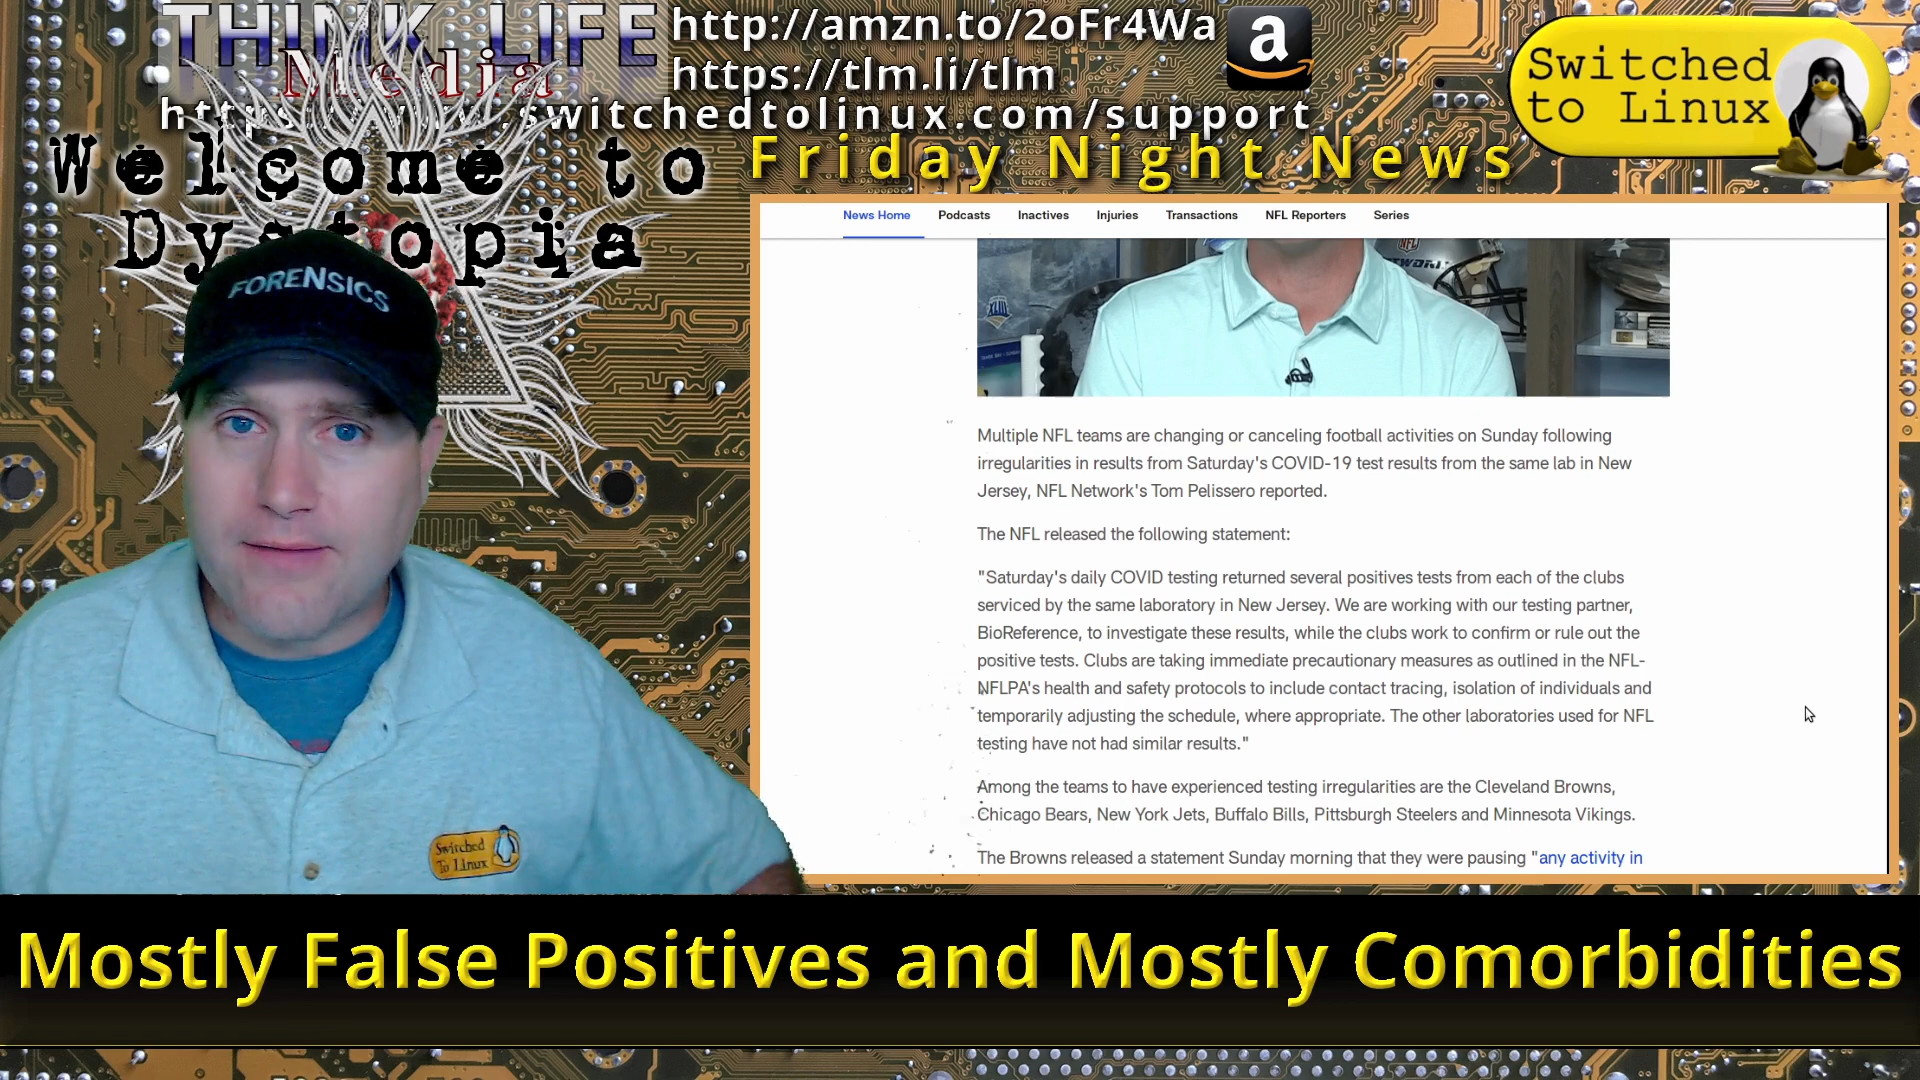 THINK LIFE
Media
http://amzn.to/2oFr4Wa
a
https://tlm.li/tlm
https://www.switchedtolinux.com/support
Switched
to Linux
Welcome to
Dystopia
Friday Night News
FORENSICS
Switched
To Linux
News Home Podcasts Inactives Injuries Transactions NFL Reporters Series
NFL
XLIII
Multiple NFL teams are changing or canceling football activities on Sunday following
irregularities in results from Saturday's COVID-19 test results from the same lab in New
Jersey, NFL Network's Tom Pelissero reported.
The NFL released the following statement:
"Saturday's daily COVID testing returned several positives tests from each of the clubs
serviced by the same laboratory in New Jersey. We are working with our testing partner,
BioReference, to investigate these results, while the clubs work to confirm or rule out the
positive tests. Clubs are taking immediate precautionary measures as outlined in the NFL-
NFLPA's health and safety protocols to include contact tracing, isolation of individuals and
temporarily adjusting the schedule, where appropriate. The other laboratories used for NFL
testing have not had similar results."
Among the teams to have experienced testing irregularities are the Cleveland Browns,
Chicago Bears, New York Jets, Buffalo Bills, Pittsburgh Steelers and Minnesota Vikings.
The Browns released a statement Sunday morning that they were pausing "any activity in
Mostly False Positives and Mostly Comorbidities